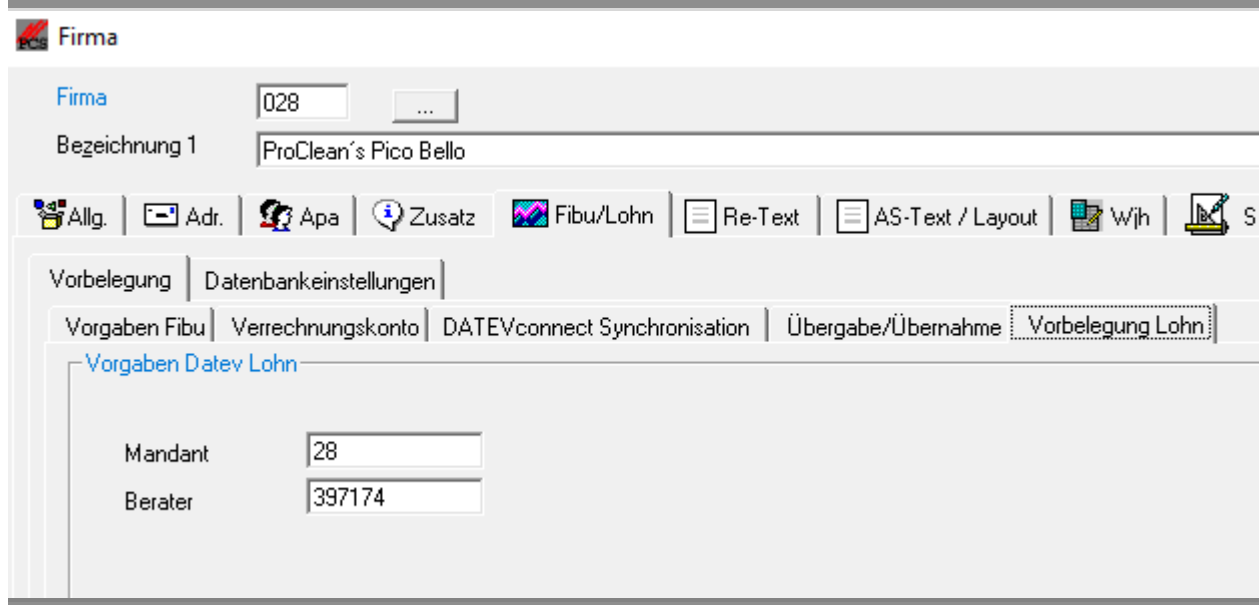 PCS Firma
Firma 028 ...
Bezeichnung 1 ProClean´s Pico Bello
Allg. Adr. Apa Zusatz Fibu/Lohn Re-Text AS-Text / Layout Wjh S
Vorbelegung Datenbankeinstellungen
Vorgaben Fibu Verrechnungskonto DATEVconnect Synchronisation Übergabe/Übernahme Vorbelegung Lohn
Vorgaben Datev Lohn
Mandant 28
Berater 397174